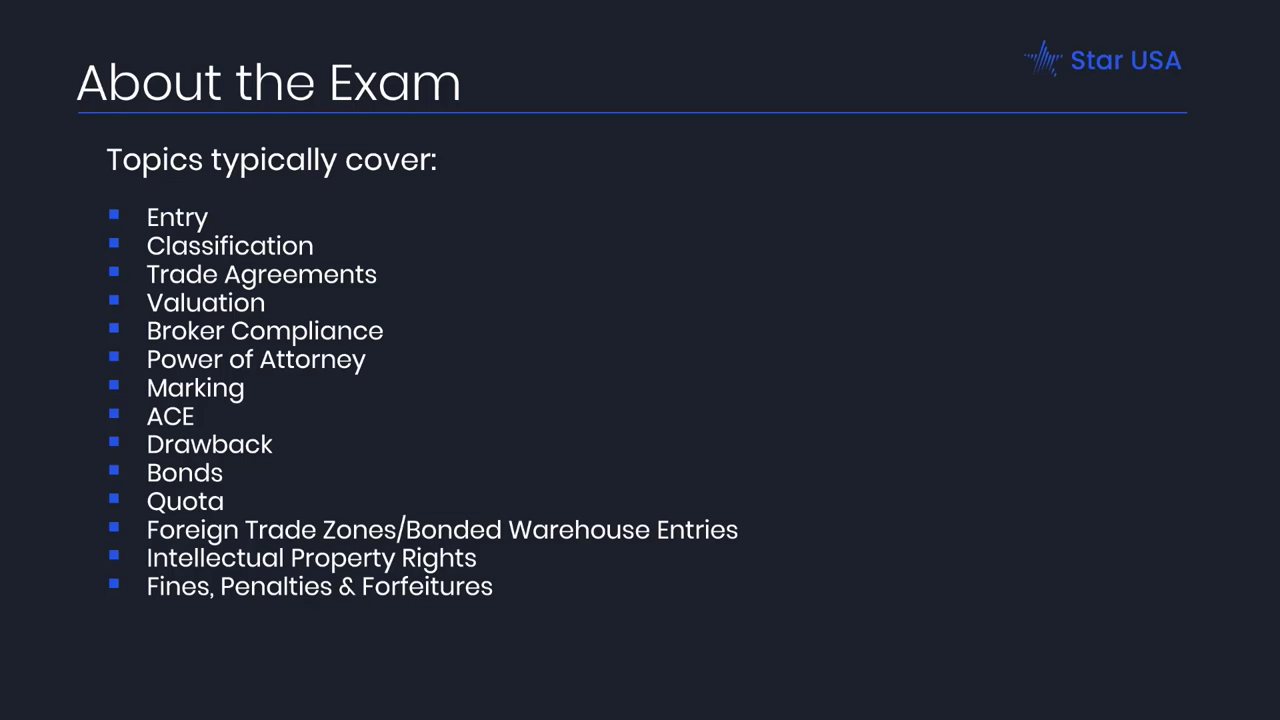 Star USA
About the Exam
Topics typically cover:
Entry
Classification
Trade Agreements
Valuation
Broker Compliance
Power of Attorney
Marking
ACE
Drawback
Bonds
Quota
Foreign Trade Zones/Bonded Warehouse Entries
Intellectual Property Rights
Fines, Penalties & Forfeitures